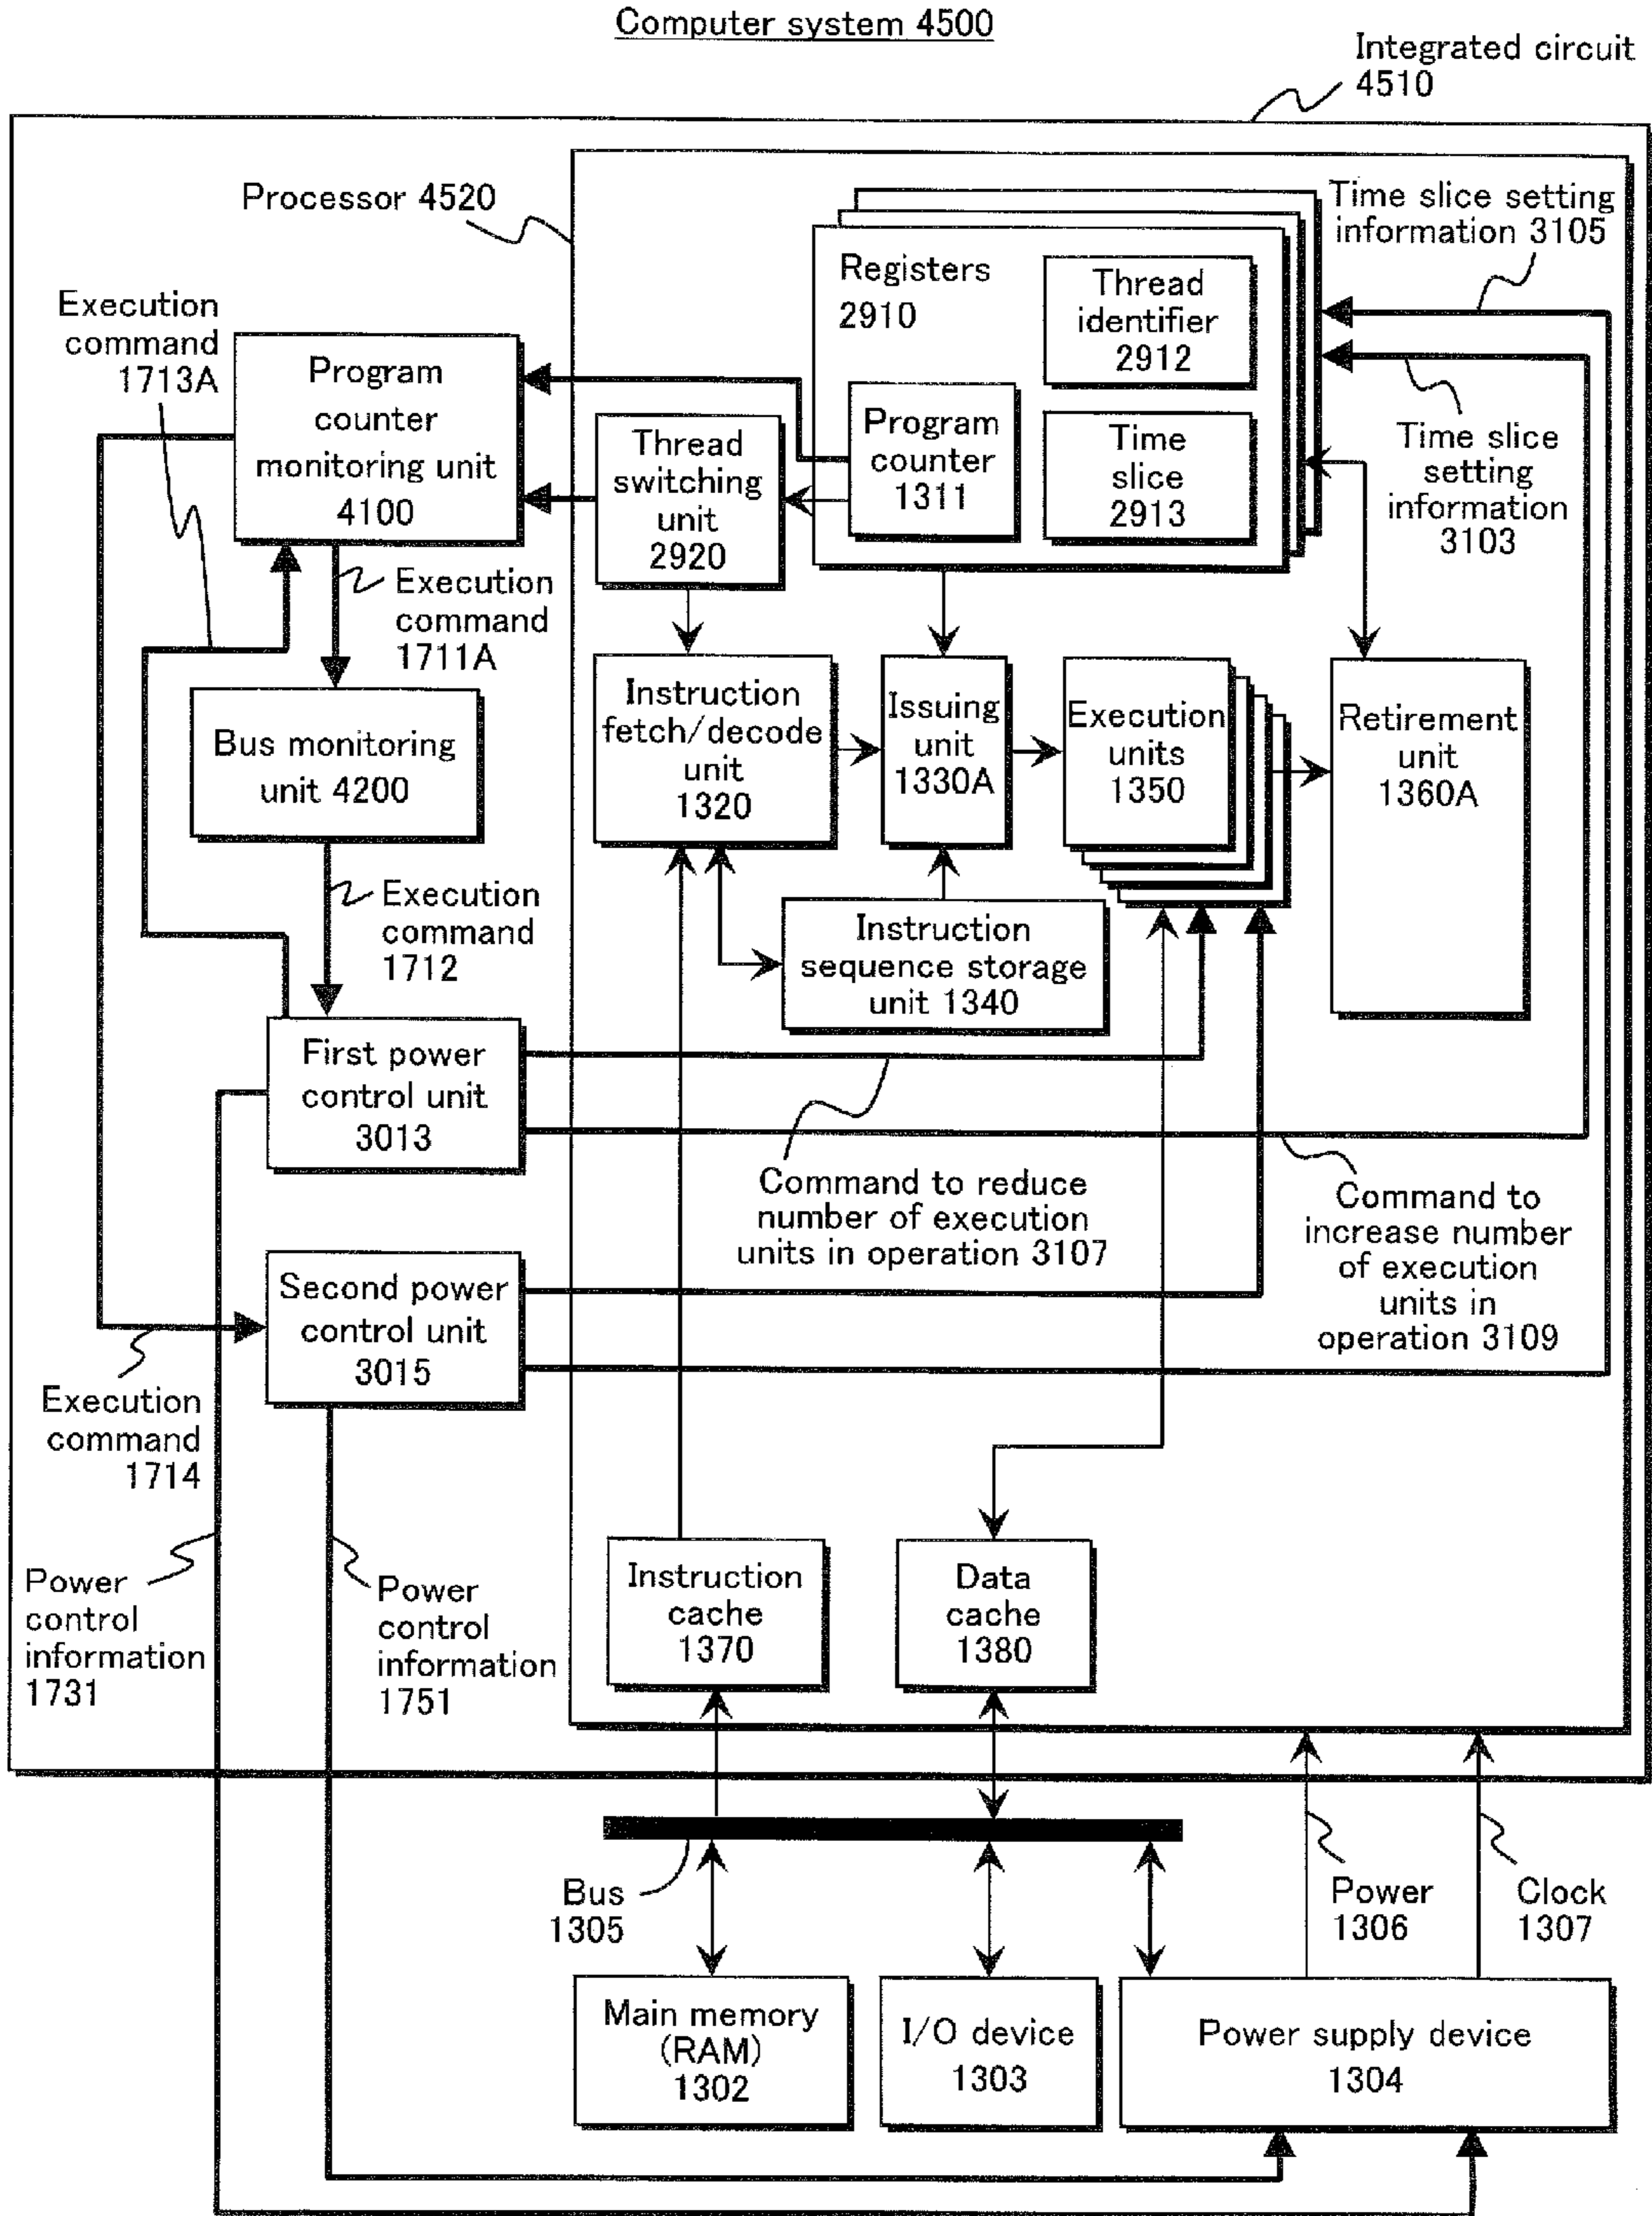 Computer system 4500
Integrated circuit
4510
Processor 4520
Time slice setting
information 3105
Registers
2910
Thread
identifier
2912
Execution
command
1713A
Program
counter
monitoring unit
4100
Thread
switching
unit
2920
Program
counter
1311
Time
slice
2913
Time slice
setting
information
3103
Execution
command
1711A
Bus monitoring
unit 4200
Instruction
fetch/decode
unit
1320
Issuing
unit
1330A
Execution
units
1350
Retirement
unit
1360A
Execution
command
1712
Instruction
sequence storage
unit 1340
First power
control unit
3013
Command to reduce
number of execution
units in operation 3107
Command to
increase number
of execution
units in
operation 3109
Second power
control unit
3015
Execution
command
1714
Power
control
information
1731
Power
control
information
1751
Instruction
cache
1370
Data
cache
1380
Bus
1305
Power
1306
Clock
1307
Main memory
(RAM)
1302
I/O device
1303
Power supply device
1304